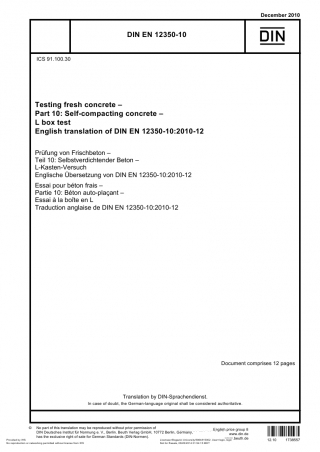 December 2010
DIN EN 12350-10
DIN
ICS 91.100.30
Testing fresh concrete –
Part 10: Self-compacting concrete –
L box test
English translation of DIN EN 12350-10:2010-12
Prüfung von Frischbeton –
Teil 10: Selbstverdichtender Beton –
L-Kasten-Versuch
Englische Übersetzung von DIN EN 12350-10:2010-12
Essai pour béton frais –
Partie 10: Béton auto-plaçant –
Essai à la boîte en L
Traduction anglaise de DIN EN 12350-10:2010-12
Document comprises 12 pages
Translation by DIN-Sprachendienst.
In case of doubt, the German-language original shall be considered authoritative.
© No part of this translation may be reproduced without prior permission of
DIN Deutsches Institut für Normung e. V., Berlin. Beuth Verlag GmbH, 10772 Berlin, Germany,
has the exclusive right of sale for German Standards (DIN-Normen).
English price group 8
www.din.de
www.beuth.de
12.10